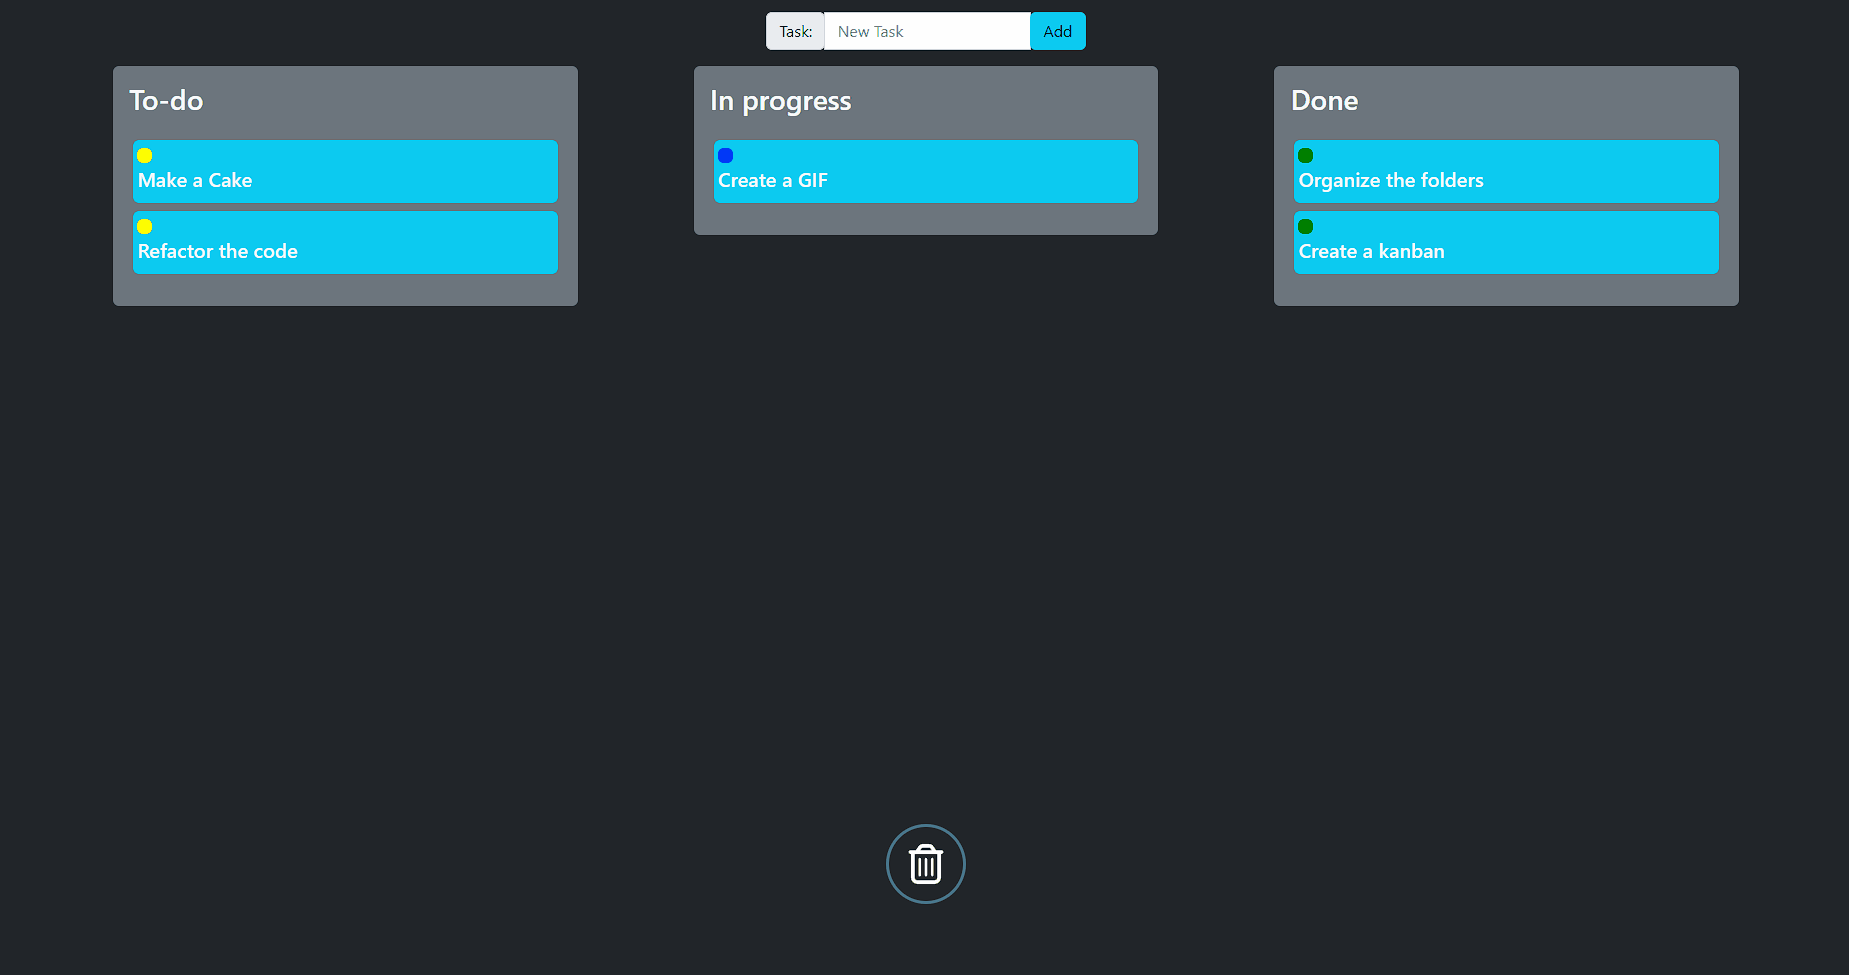 Task: New Task Add
To-do
Make a Cake
Refactor the code
In progress
Create a GIF
Done
Organize the folders
Create a kanban